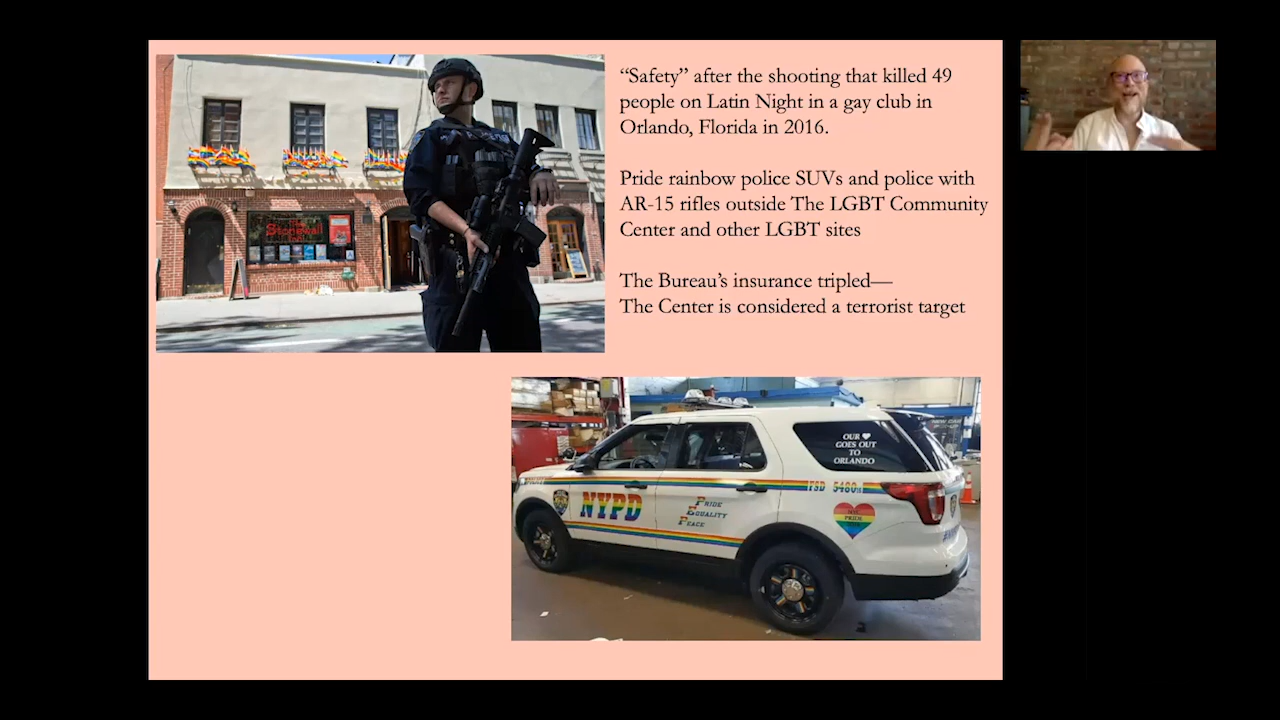 “Safety” after the shooting that killed 49
people on Latin Night in a gay club in
Orlando, Florida in 2016.
Pride rainbow police SUVs and police with
AR-15 rifles outside The LGBT Community
Center and other LGBT sites
The Bureau’s insurance tripled—
The Center is considered a terrorist target
Stonewall
OUR
GOES OUT
TO
ORLANDO
FSD 5480
NYPD
PRIDE
EQUALITY
PEACE
NYC
PRIDE